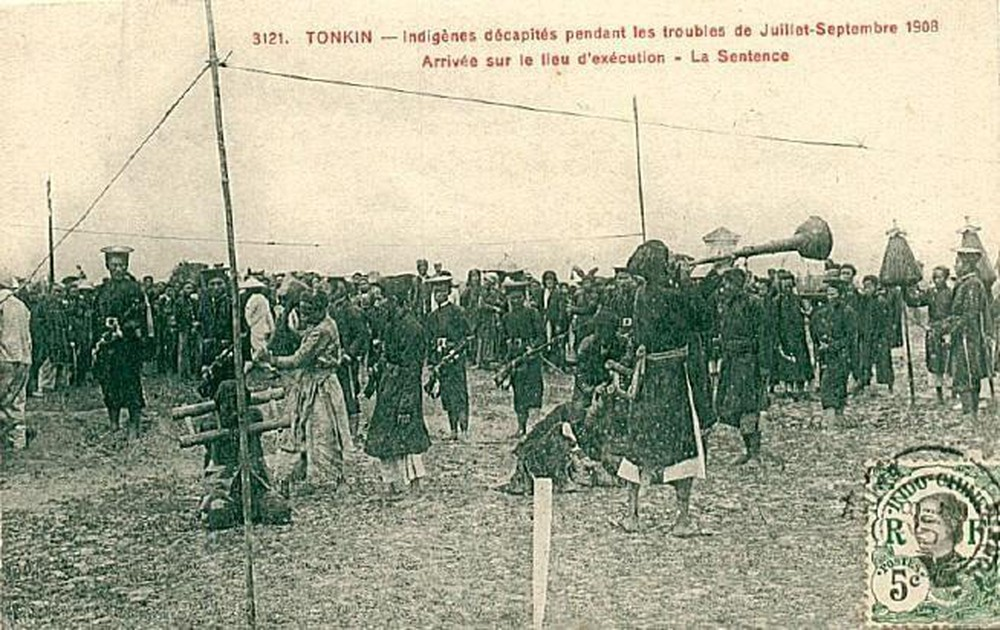 3121. TONKIN — Indigènes décapités pendant les troubles de Juillet-Septembre 1908
Arrivée sur le lieu d'exécution - La Sentence
INDO-CHINE
R F
POSTES
5c